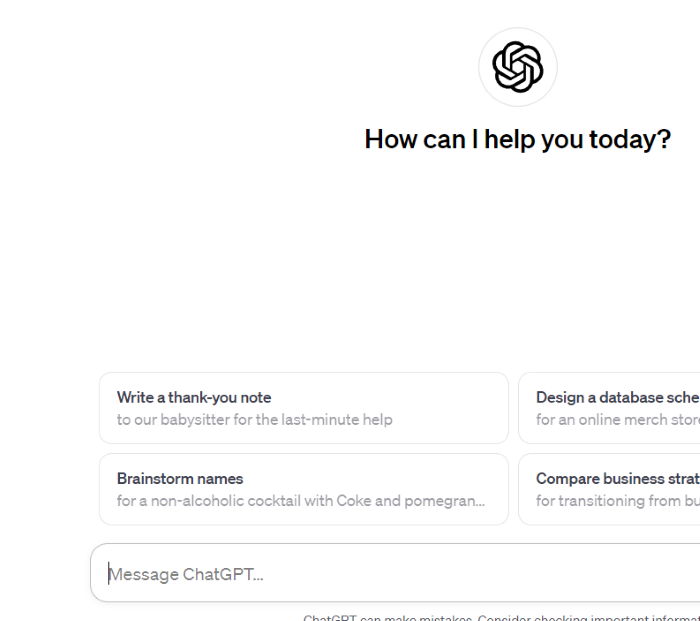 How can I help you today?
Write a thank-you note
to our babysitter for the last-minute help
Design a database sche
for an online merch store
Brainstorm names
for a non-alcoholic cocktail with Coke and pomegran...
Compare business strat
for transitioning from bu
Message ChatGPT...
ChatGPT can make mistakes. Consider checking important informat